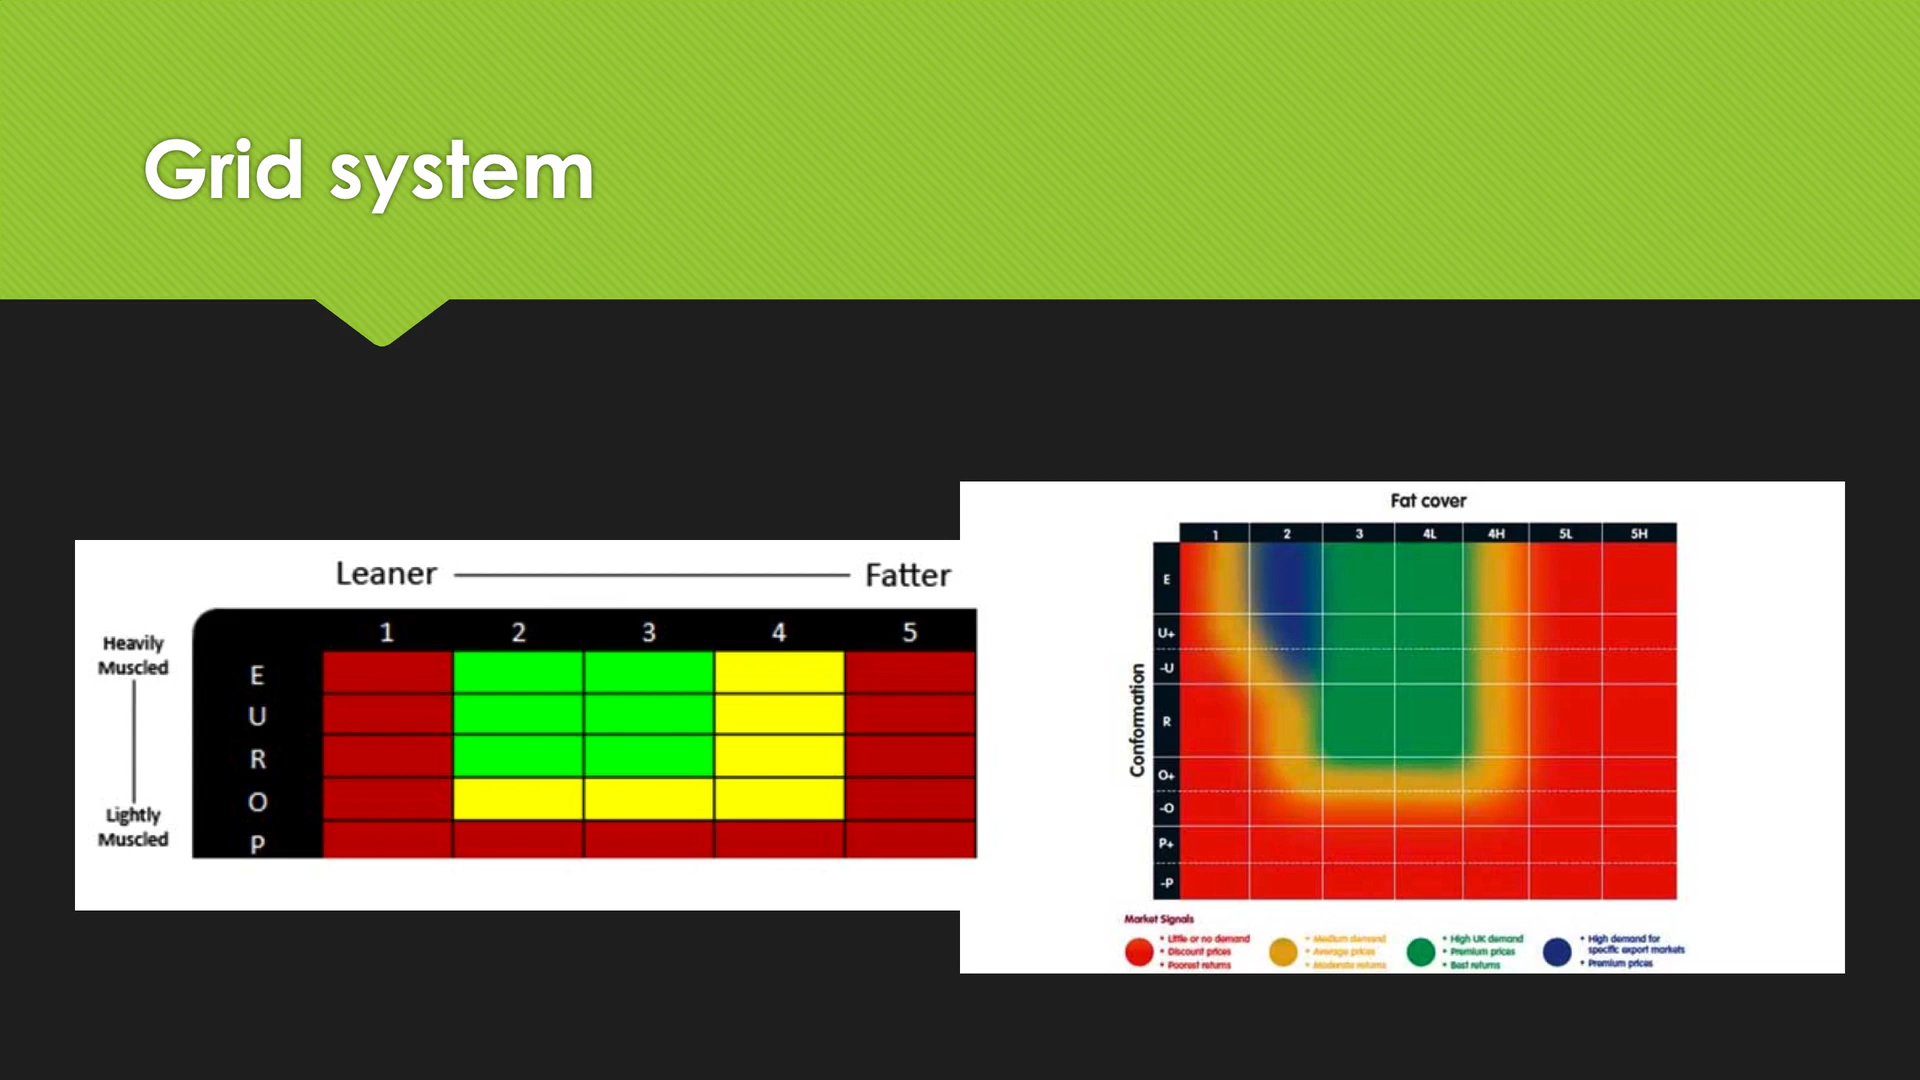 Grid system
Leaner
Fatter
1 2 3 4 5
Heavily
Muscled
Lightly
Muscled
E
U
R
O
P
Fat cover
1 2 3 4L 4H 5L 5H
Conformation
E
U+
-U
R
O+
-O
P+
-P
Market Signals
• Little or no demand
• Discount prices
• Poorest returns
• Medium demand
• Average prices
• Moderate returns
• High UK demand
• Premium prices
• Best returns
• High demand for
specific export markets
• Premium prices